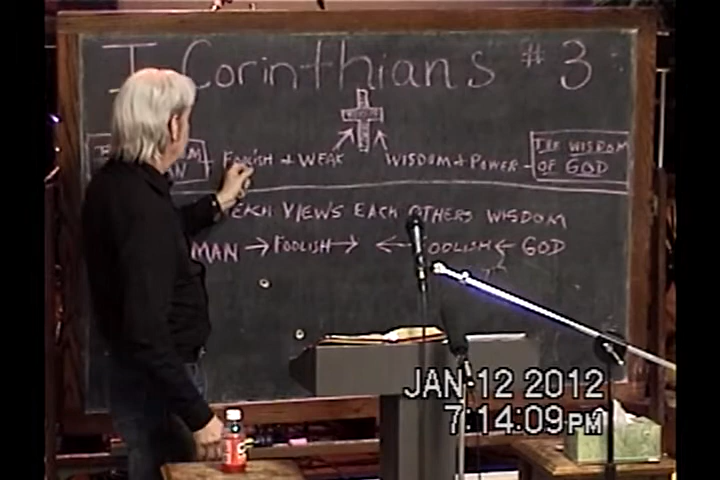 I Corinthians #3
FOOLISH + WEAK WISDOM + POWER THE WISDOM
OF GOD
EACH VIEWS EACH OTHERS WISDOM
MAN → FOOLISH → ← FOOLISH ← GOD
JAN 12 2012
7:14:09 PM